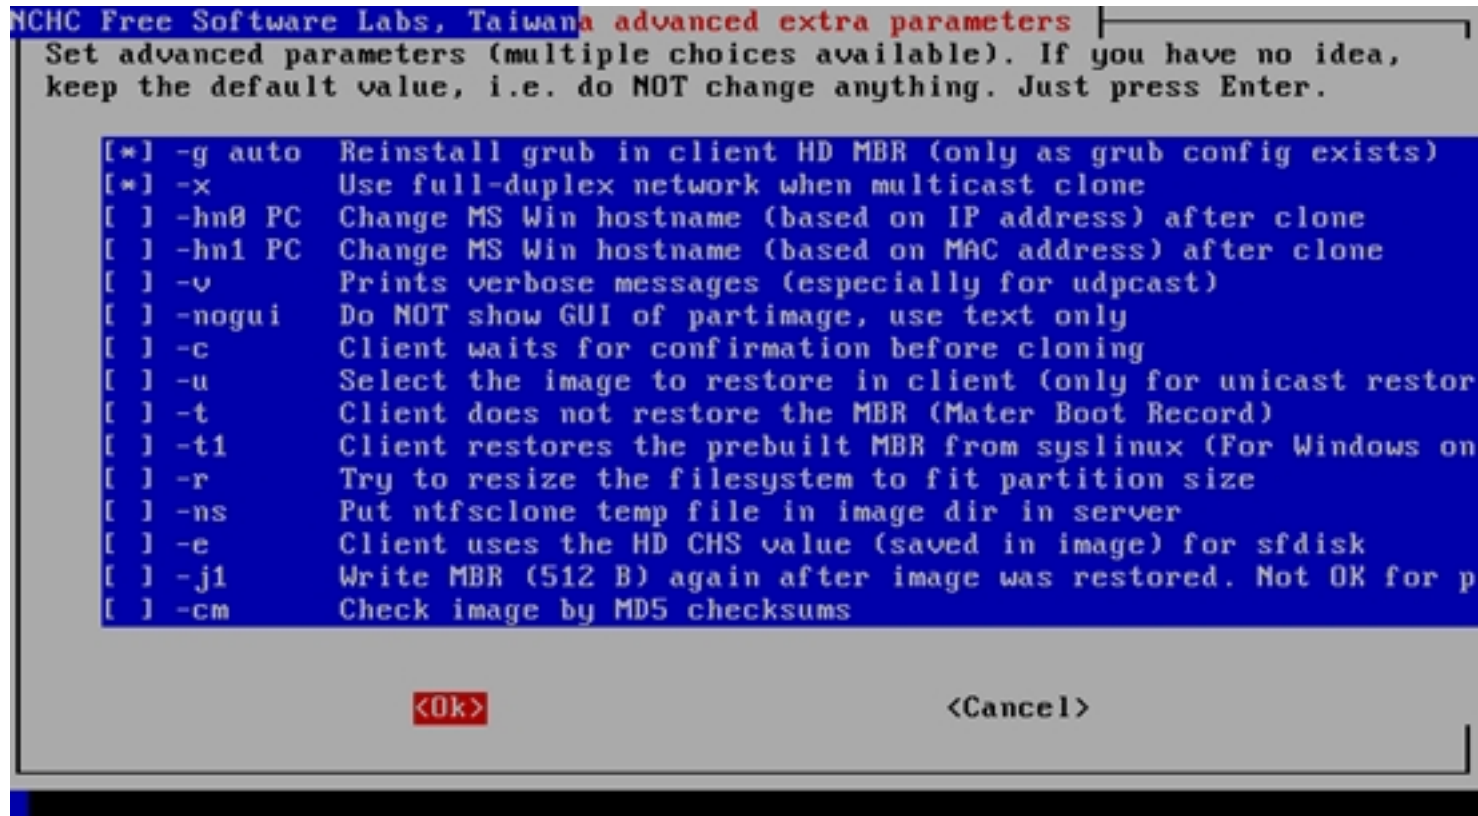 NCHC Free Software Labs, Taiwana advanced extra parameters
Set advanced parameters (multiple choices available). If you have no idea,
keep the default value, i.e. do NOT change anything. Just press Enter.
[*] -g auto Reinstall grub in client HD MBR (only as grub config exists)
[*] -x Use full-duplex network when multicast clone
[ ] -hn0 PC Change MS Win hostname (based on IP address) after clone
[ ] -hn1 PC Change MS Win hostname (based on MAC address) after clone
[ ] -v Prints verbose messages (especially for udpcast)
[ ] -nogui Do NOT show GUI of partimage, use text only
[ ] -c Client waits for confirmation before cloning
[ ] -u Select the image to restore in client (only for unicast restor
[ ] -t Client does not restore the MBR (Mater Boot Record)
[ ] -t1 Client restores the prebuilt MBR from syslinux (For Windows on
[ ] -r Try to resize the filesystem to fit partition size
[ ] -ns Put ntfsclone temp file in image dir in server
[ ] -e Client uses the HD CHS value (saved in image) for sfdisk
[ ] -j1 Write MBR (512 B) again after image was restored. Not OK for p
[ ] -cm Check image by MD5 checksums
<Ok> <Cancel>